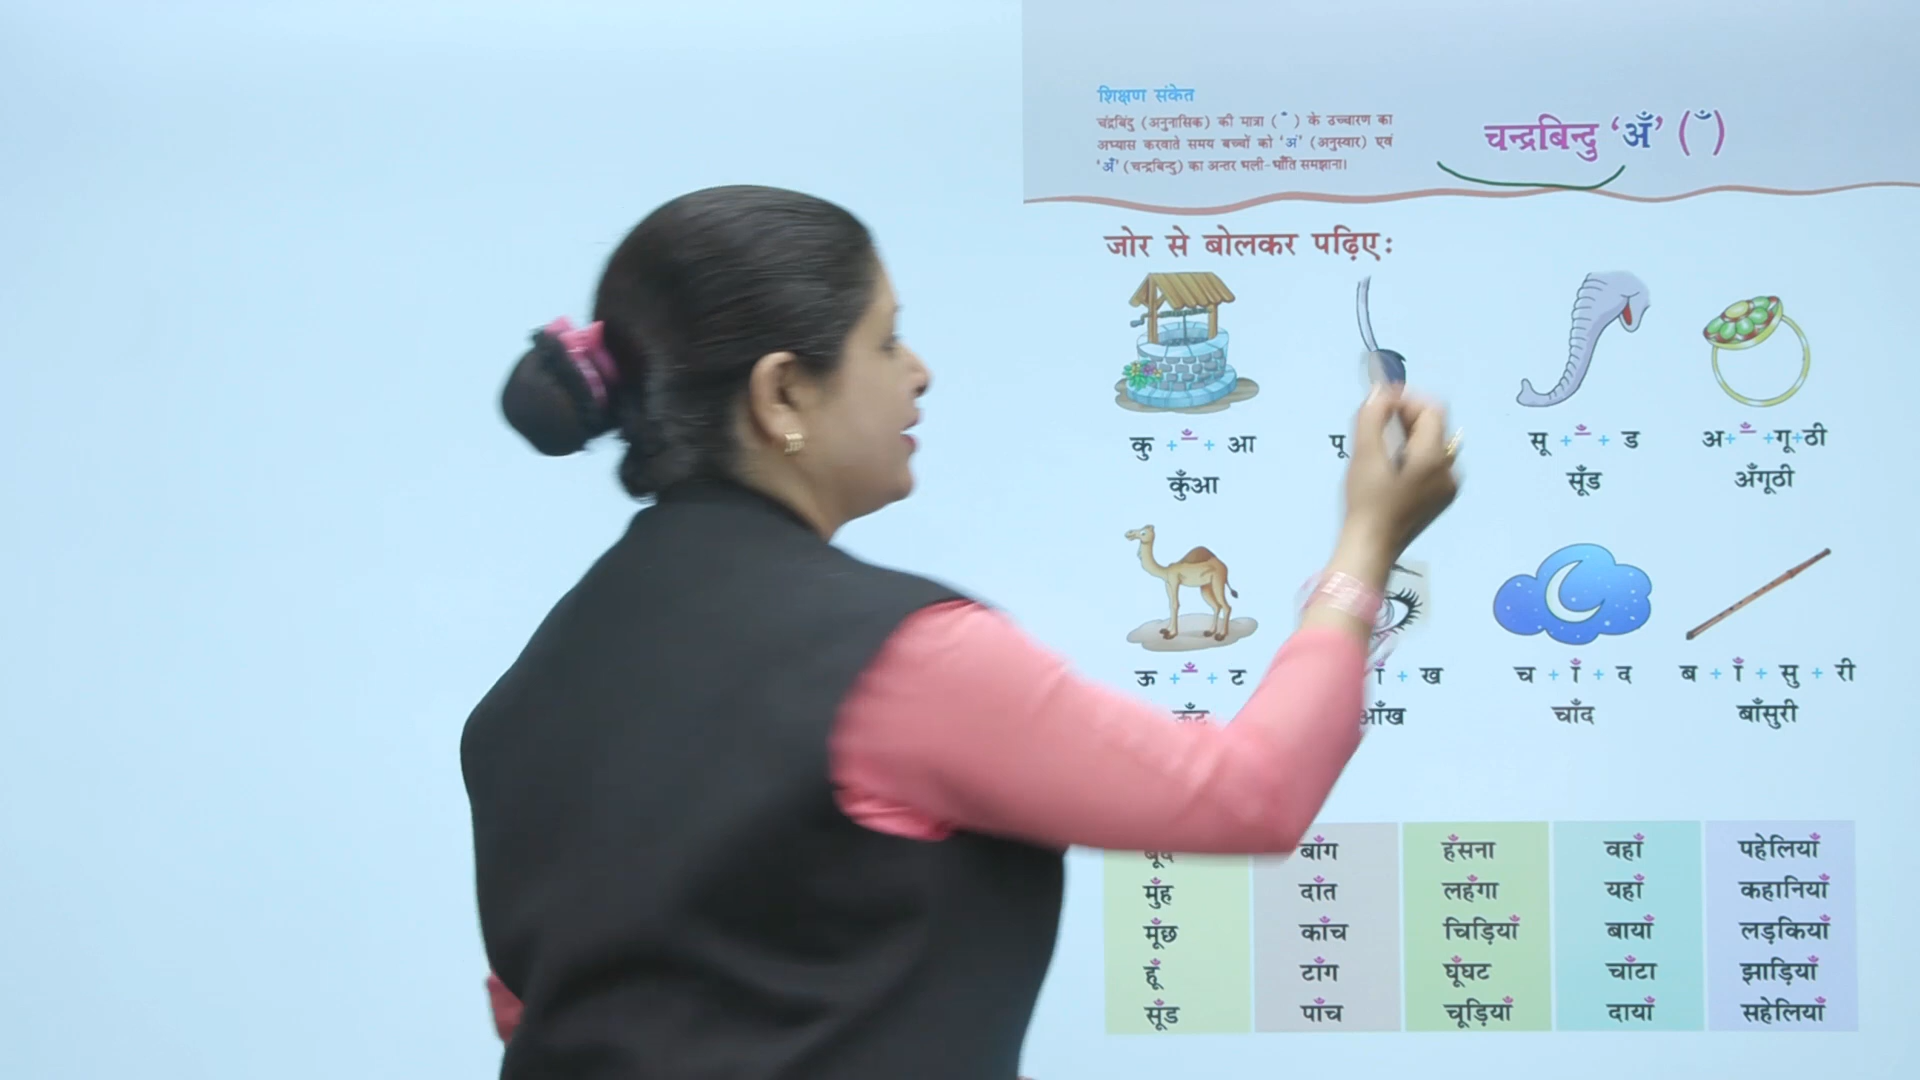 शिक्षण संकेत
चंद्रबिंदु (अनुनासिक) की मात्रा ( ँ ) के उच्चारण का
अभ्यास करवाते समय बच्चों को ‘अं’ (अनुस्वार) एवं
‘अँ’ (चन्द्रबिन्दु) का अन्तर भली-भाँति समझाना।
चन्द्रबिन्दु ‘अँ’ ( ँ )
जोर से बोलकर पढ़िए:
कु + ँ + आ
पू
सू + ँ + ड
अ+ ँ +गू+ठी
कुँआ
सूँड
अँगूठी
ऊ + ँ + ट
ाँ + ख
च + ाँ + द
ब + ाँ + सु + री
ऊँट
आँख
चाँद
बाँसुरी
बूँद बाँग हँसना वहाँ पहेलियाँ
मुँह दाँत लहँगा यहाँ कहानियाँ
मूँछ काँच चिड़ियाँ बायाँ लड़कियाँ
हूँ टाँग घूँघट चाँटा झाड़ियाँ
सूँड पाँच चूड़ियाँ दायाँ सहेलियाँ